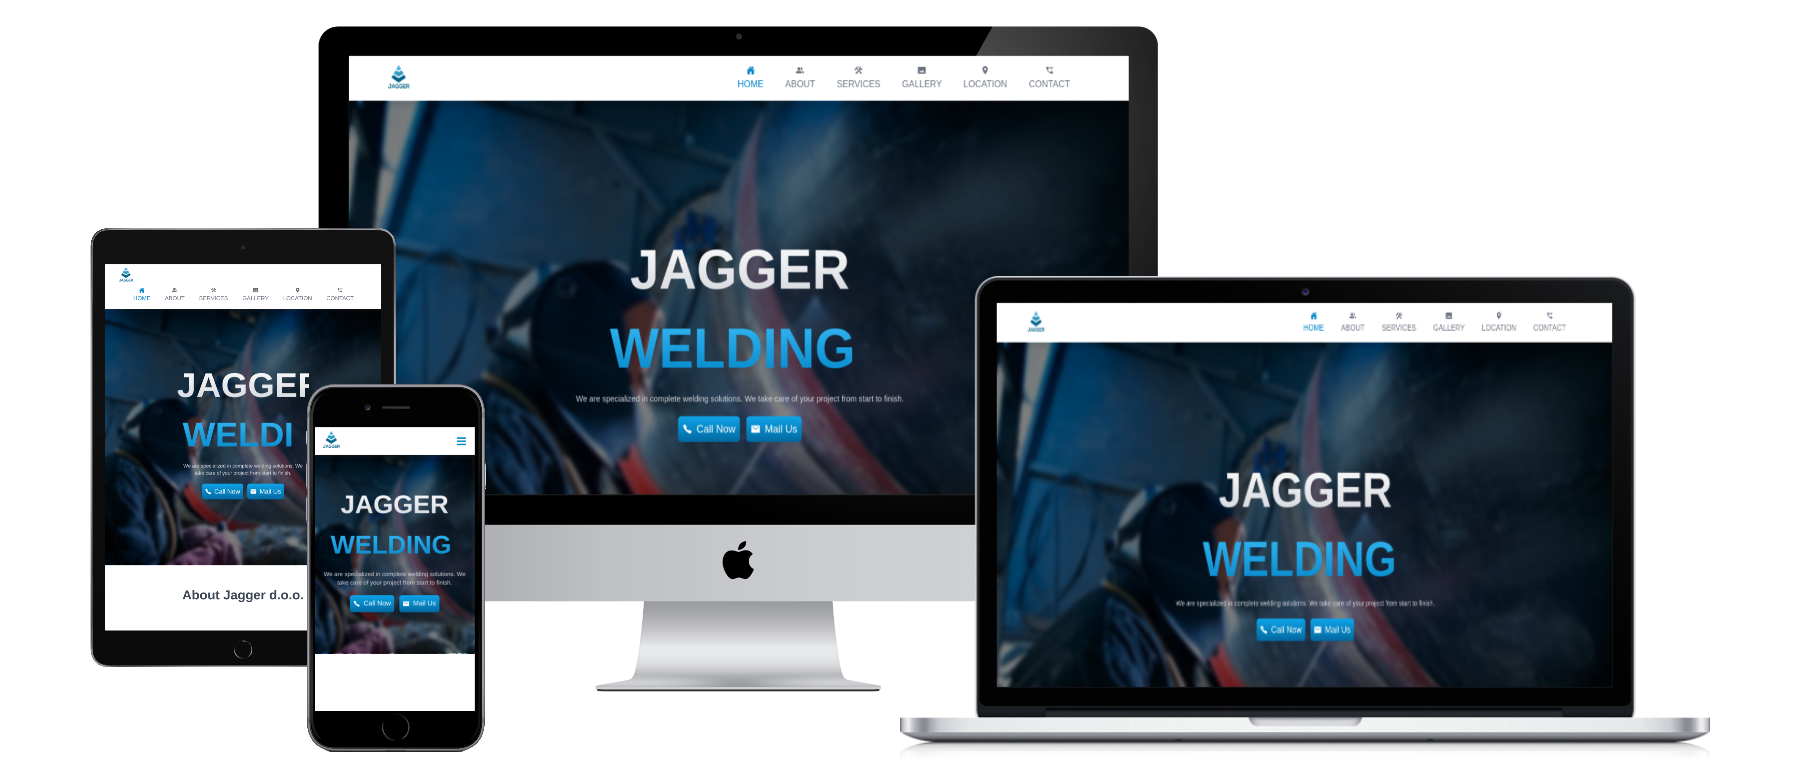 JAGGER
HOME ABOUT SERVICES GALLERY LOCATION CONTACT
JAGGER
WELDING
We are specialized in complete welding solutions. We take care of your project from start to finish.
Call Now Mail Us
JAGGER
HOME ABOUT SERVICES GALLERY LOCATION CONTACT
JAGGER
WELDI
We are specialized in complete welding solutions. We
take care of your project from start to finish.
Call Now Mail Us
About Jagger d.o.o.
JAGGER
JAGGER
WELDING
We are specialized in complete welding solutions. We
take care of your project from start to finish.
Call Now Mail Us
JAGGER
HOME ABOUT SERVICES GALLERY LOCATION CONTACT
JAGGER
WELDING
We are specialized in complete welding solutions. We take care of your project from start to finish.
Call Now Mail Us